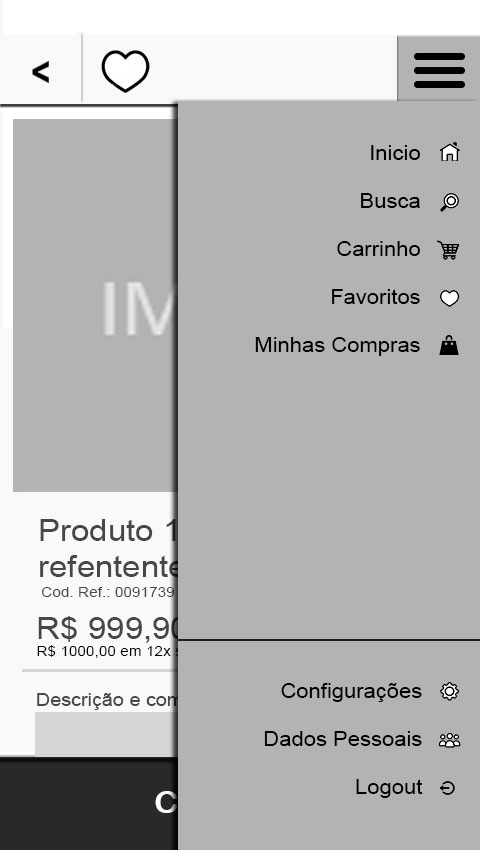 <
Inicio
Busca
Carrinho
Favoritos
Minhas Compras
Produto 1
refentente
Cod. Ref.: 0091739
R$ 999,90
R$ 1000,00 em 12x
Descrição e com
Configurações
Dados Pessoais
Logout